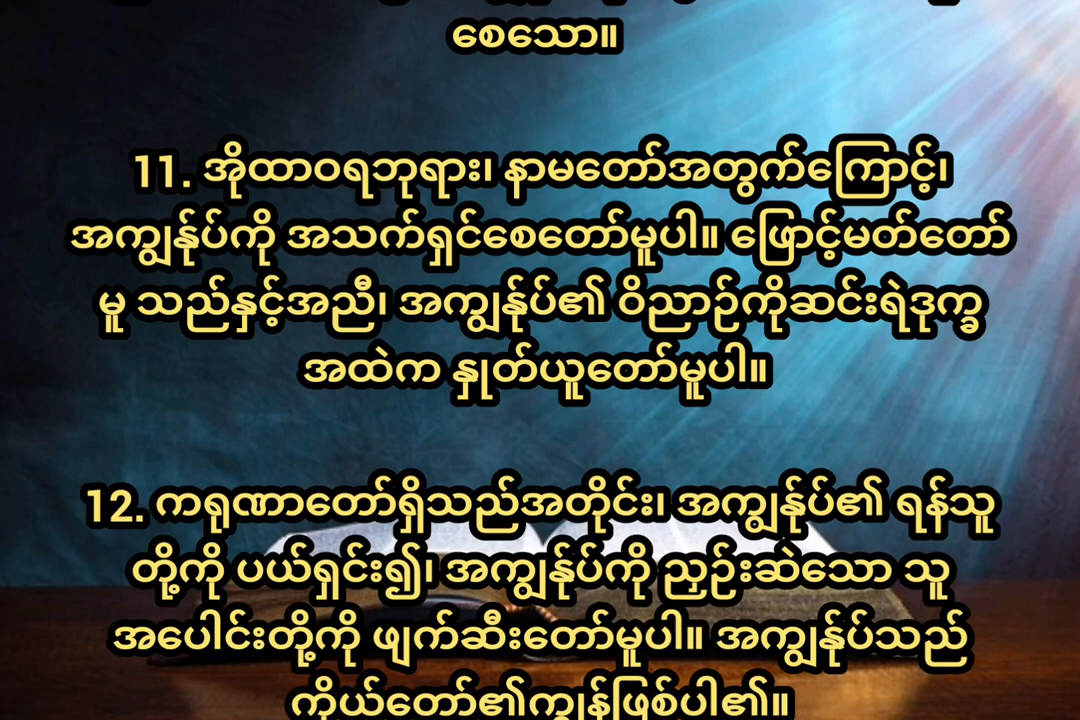 စေသော။
11. အိုထာဝရဘုရား၊ နာမတော်အတွက်ကြောင့်၊
အကျွန်ုပ်ကို အသက်ရှင်စေတော်မူပါ။ ဖြောင့်မတ်တော်
မူ သည်နှင့်အညီ၊ အကျွန်ုပ်၏ ဝိညာဉ်ကိုဆင်းရဲဒုက္ခ
အထဲက နှုတ်ယူတော်မူပါ။
12. ကရုဏာတော်ရှိသည်အတိုင်း၊ အကျွန်ုပ်၏ ရန်သူ
တို့ကို ပယ်ရှင်း၍၊ အကျွန်ုပ်ကို ညှဉ်းဆဲသော သူ
အပေါင်းတို့ကို ဖျက်ဆီးတော်မူပါ။ အကျွန်ုပ်သည်
ကိုယ်တော်၏ကျွန်ဖြစ်ပါ၏။